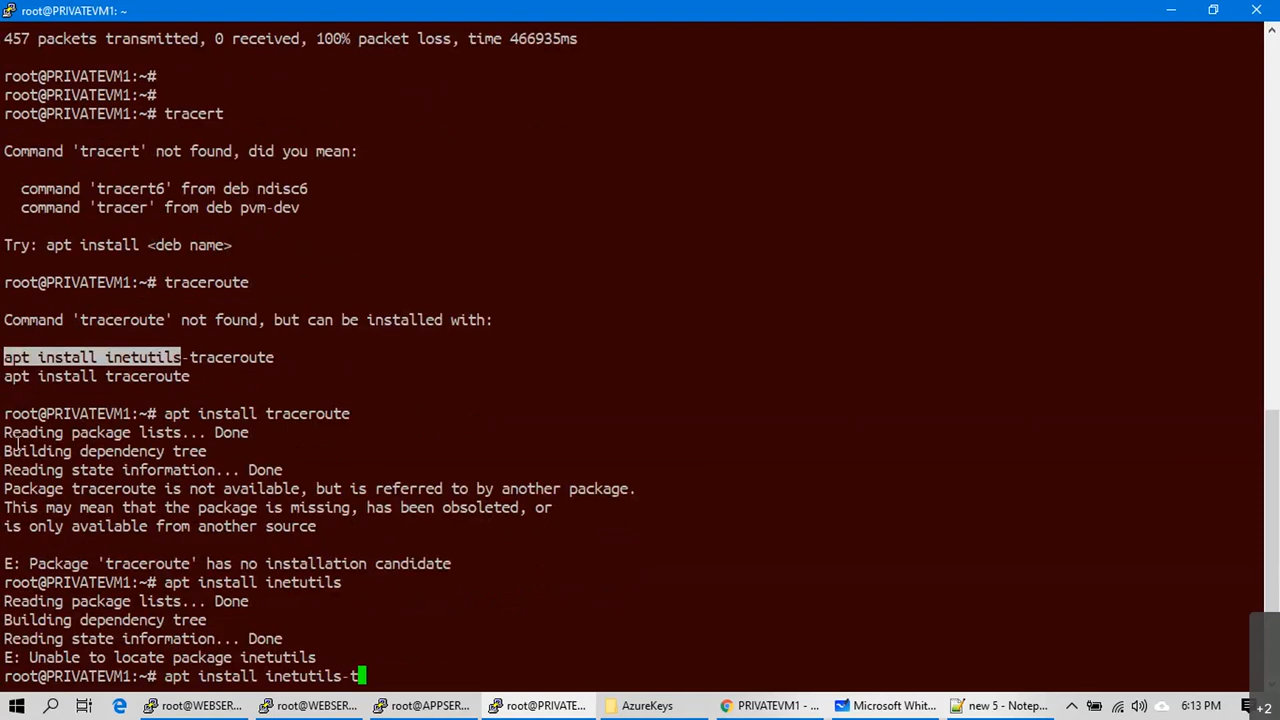 root@PRIVATEVM1: ~
457 packets transmitted, 0 received, 100% packet loss, time 466935ms
root@PRIVATEVM1:~#
root@PRIVATEVM1:~#
root@PRIVATEVM1:~# tracert
Command 'tracert' not found, did you mean:
command 'tracert6' from deb ndisc6
command 'tracer' from deb pvm-dev
Try: apt install <deb name>
root@PRIVATEVM1:~# traceroute
Command 'traceroute' not found, but can be installed with:
apt install inetutils-traceroute
apt install traceroute
root@PRIVATEVM1:~# apt install traceroute
Reading package lists... Done
Building dependency tree
Reading state information... Done
Package traceroute is not available, but is referred to by another package.
This may mean that the package is missing, has been obsoleted, or
is only available from another source
E: Package 'traceroute' has no installation candidate
root@PRIVATEVM1:~# apt install inetutils
Reading package lists... Done
Building dependency tree
Reading state information... Done
E: Unable to locate package inetutils
root@PRIVATEVM1:~# apt install inetutils-t
root@WEBSER... root@WEBSER... root@APPSER... root@PRIVATE... AzureKeys PRIVATEVM1 - ... Microsoft Whit... new 5 - Notep... 6:13 PM +2